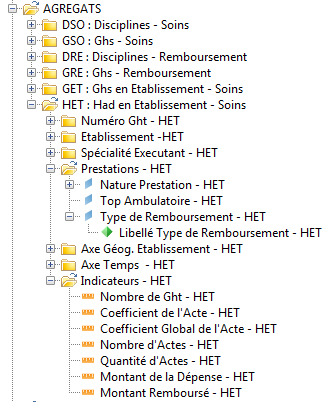 AGREGATS
DSO : Disciplines - Soins
GSO : Ghs - Soins
DRE : Disciplines - Remboursement
GRE : Ghs - Remboursement
GET : Ghs en Etablissement - Soins
HET : Had en Etablissement - Soins
Numéro Ght - HET
Etablissement -HET
Spécialité Executant - HET
Prestations - HET
Nature Prestation - HET
Top Ambulatoire - HET
Type de Remboursement - HET
Libellé Type de Remboursement - HET
Axe Géog. Etablissement - HET
Axe Temps - HET
Indicateurs - HET
Nombre de Ght - HET
Coefficient de l'Acte - HET
Coefficient Global de l'Acte - HET
Nombre d'Actes - HET
Quantité d'Actes - HET
Montant de la Dépense - HET
Montant Remboursé - HET